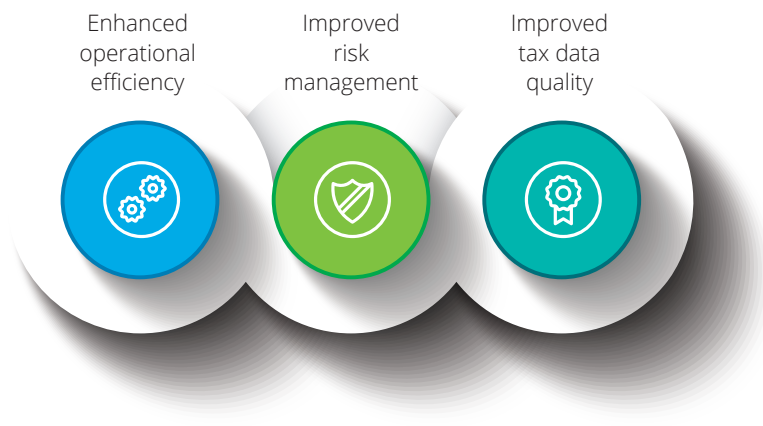 Enhanced
operational
efficiency
Improved
risk
management
Improved
tax data
quality